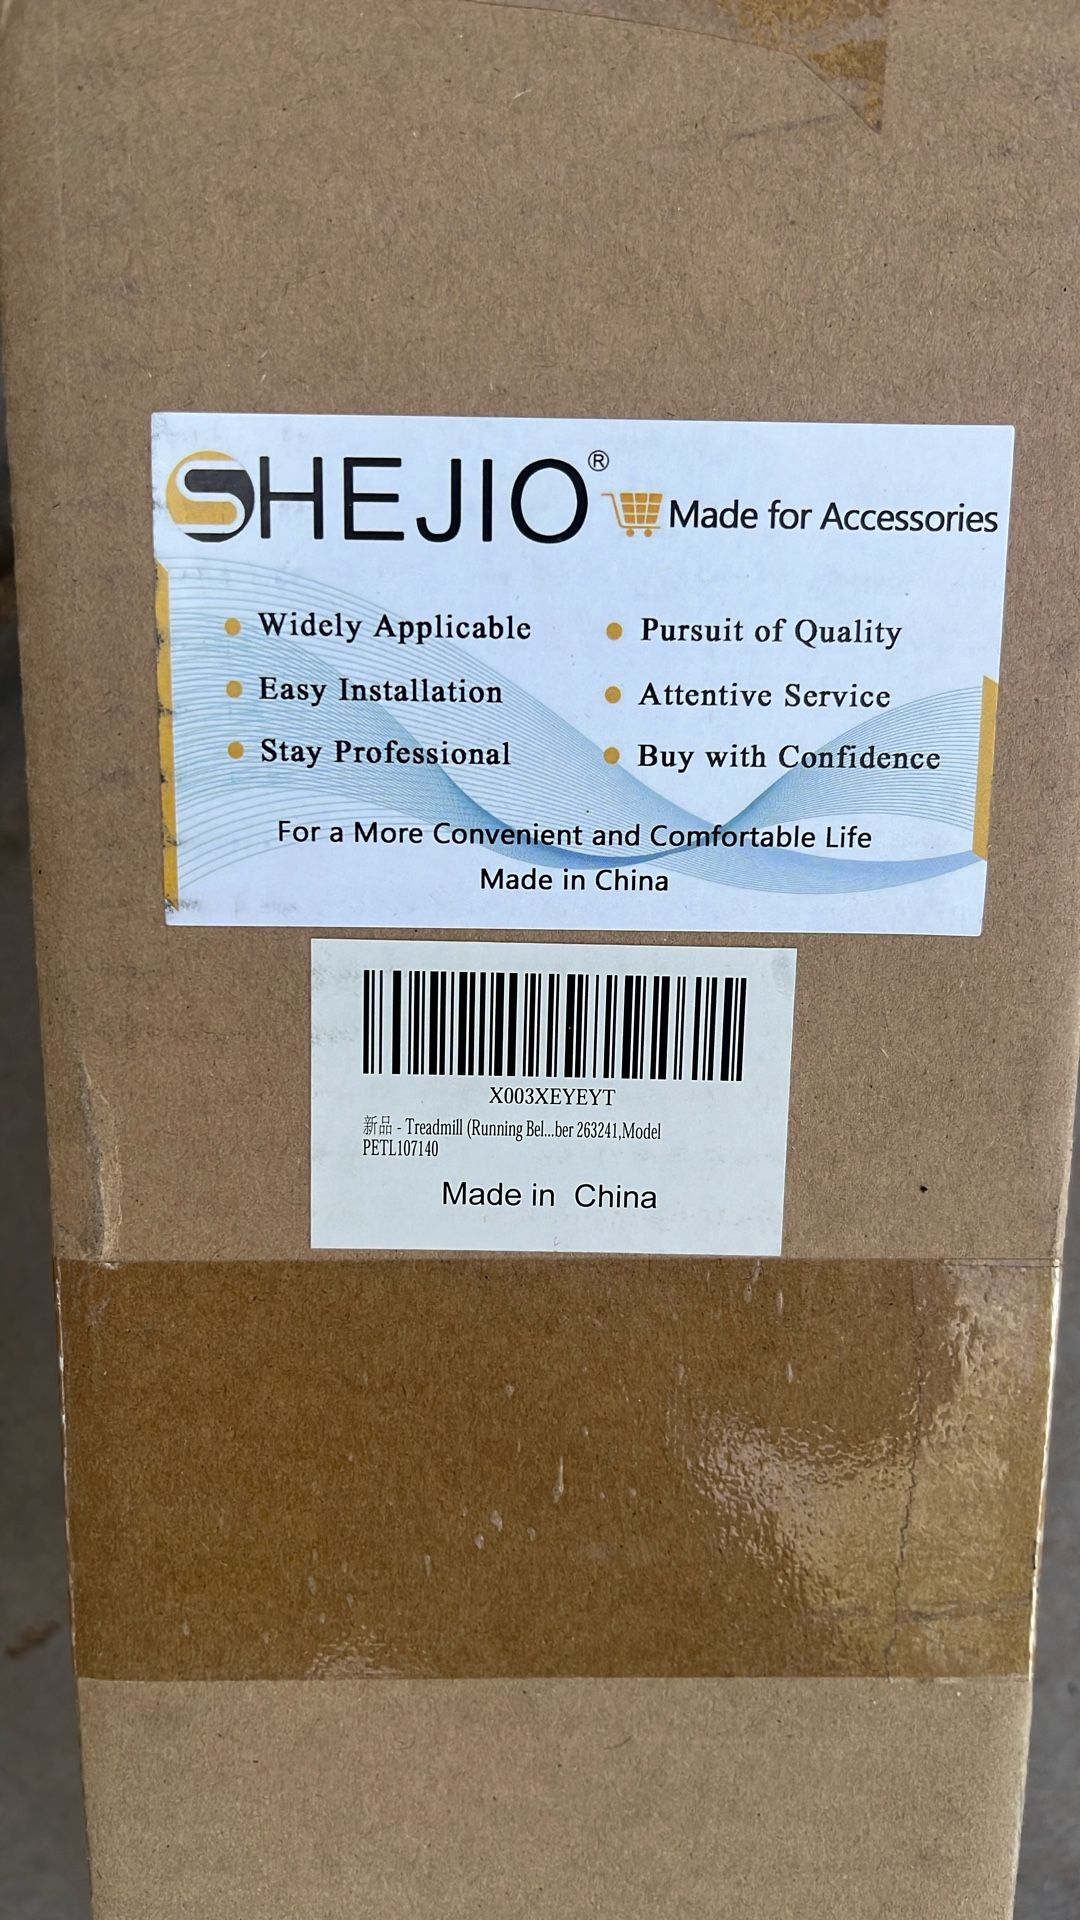 SHEJIO® Made for Accessories
Widely Applicable
Pursuit of Quality
Easy Installation
Attentive Service
Stay Professional
Buy with Confidence
For a More Convenient and Comfortable Life
Made in China
X003XEYEYT
新品 - Treadmill (Running Bel...ber 263241,Model
PETL107140
Made in China